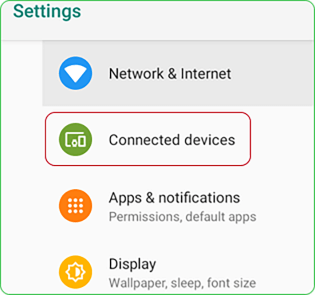 Settings
Network & Internet
Connected devices
Apps & notifications
Permissions, default apps
Display
Wallpaper, sleep, font size